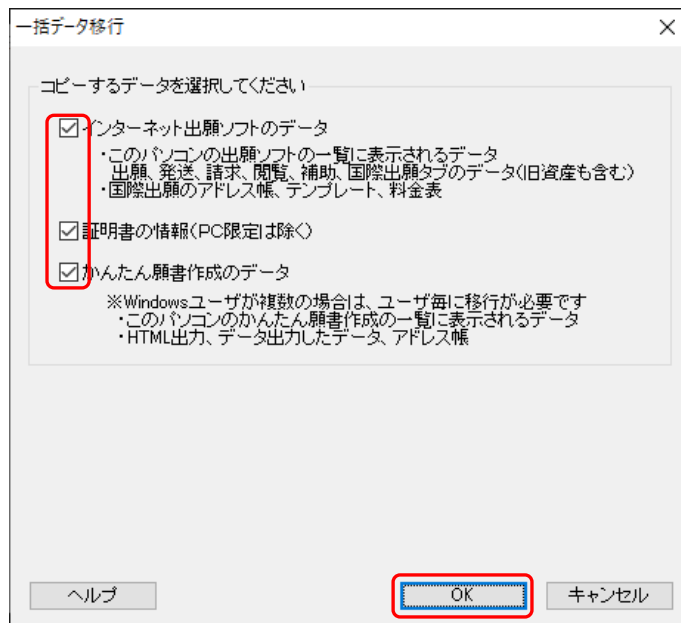 一括データ移行
コピーするデータを選択してください
インターネット出願ソフトのデータ
・このパソコンの出願ソフトの一覧に表示されるデータ
出願、発送、請求、閲覧、補助、国際出願タブのデータ(旧資産も含む)
・国際出願のアドレス帳、テンプレート、料金表
証明書の情報(PC限定は除く)
かんたん願書作成のデータ
※Windowsユーザが複数の場合は、ユーザ毎に移行が必要です
・このパソコンのかんたん願書作成の一覧に表示されるデータ
・HTML出力、データ出力したデータ、アドレス帳
ヘルプ OK キャンセル